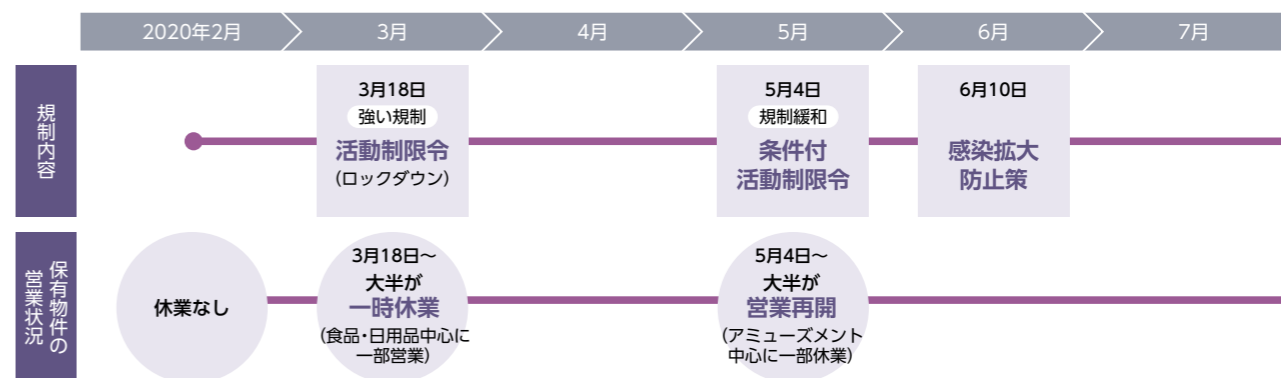 2020年2月
3月
4月
5月
6月
7月
規制内容
3月18日
強い規制
活動制限令
(ロックダウン)
5月4日
規制緩和
条件付
活動制限令
6月10日
感染拡大
防止策
保有物件の
営業状況
休業なし
3月18日～
大半が
一時休業
(食品・日用品中心に
一部営業)
5月4日～
大半が
営業再開
(アミューズメント
中心に一部休業)